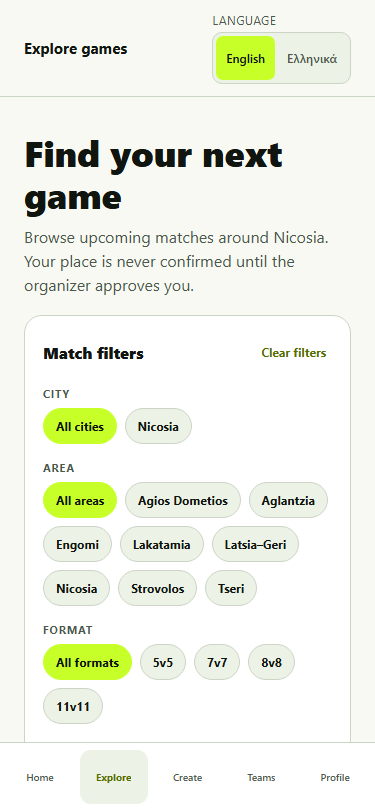 LANGUAGE
Explore games
English Ελληνικά
Find your next
game
Browse upcoming matches around Nicosia.
Your place is never confirmed until the
organizer approves you.
Match filters Clear filters
CITY
All cities Nicosia
AREA
All areas Agios Dometios Aglantzia
Engomi Lakatamia Latsia–Geri
Nicosia Strovolos Tseri
FORMAT
All formats 5v5 7v7 8v8
11v11
Home Explore Create Teams Profile